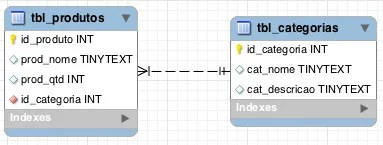 tbl_produtos
id_produto INT
prod_nome TINYTEXT
prod_qtd INT
id_categoria INT
Indexes
tbl_categorias
id_categoria INT
cat_nome TINYTEXT
cat_descricao TINYTEXT
Indexes